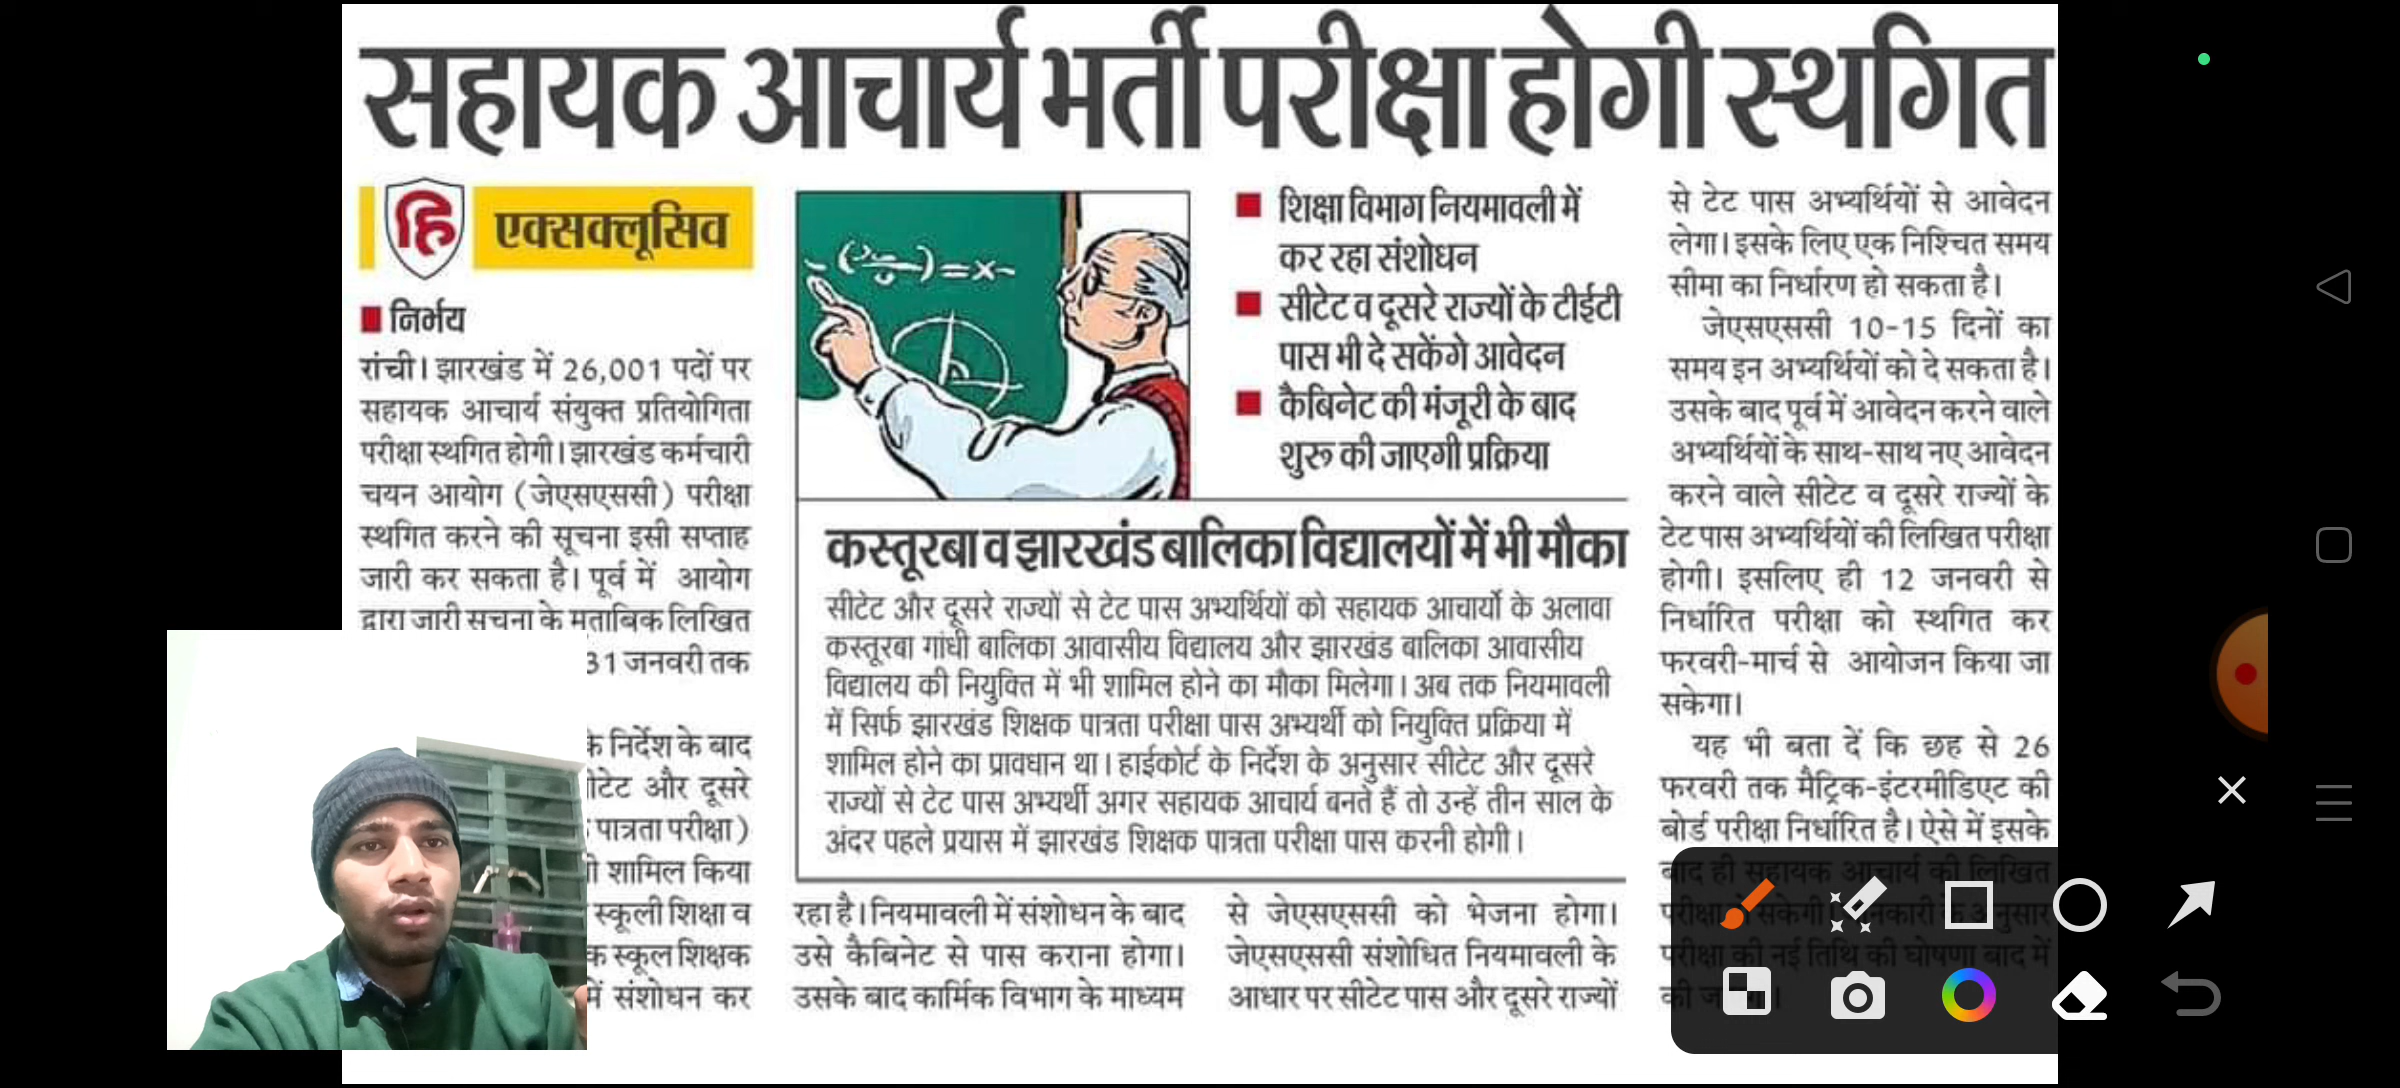 सहायक आचार्य भर्ती परीक्षा होगी स्थगित
हि एक्सक्लूसिव
निर्भय
रांची। झारखंड में 26,001 पदों पर
सहायक आचार्य संयुक्त प्रतियोगिता
परीक्षा स्थगित होगी। झारखंड कर्मचारी
चयन आयोग (जेएसएससी) परीक्षा
स्थगित करने की सूचना इसी सप्ताह
जारी कर सकता है। पूर्व में आयोग
द्वारा जारी सूचना के मुताबिक लिखित
31 जनवरी तक
के निर्देश के बाद
और दूसरे
पात्रता परीक्षा)
शामिल किया
स्कूली शिक्षा व
स्कूल शिक्षक
में संशोधन कर
शिक्षा विभाग नियमावली में
कर रहा संशोधन
सीटेट व दूसरे राज्यों के टीईटी
पास भी दे सकेंगे आवेदन
कैबिनेट की मंजूरी के बाद
शुरू की जाएगी प्रक्रिया
कस्तूरबा व झारखंड बालिका विद्यालयों में भी मौका
सीटेट और दूसरे राज्यों से टेट पास अभ्यर्थियों को सहायक आचार्यो के अलावा
कस्तूरबा गांधी बालिका आवासीय विद्यालय और झारखंड बालिका आवासीय
विद्यालय की नियुक्ति में भी शामिल होने का मौका मिलेगा। अब तक नियमावली
में सिर्फ झारखंड शिक्षक पात्रता परीक्षा पास अभ्यर्थी को नियुक्ति प्रक्रिया में
शामिल होने का प्रावधान था। हाईकोर्ट के निर्देश के अनुसार सीटेट और दूसरे
राज्यों से टेट पास अभ्यर्थी अगर सहायक आचार्य बनते हैं तो उन्हें तीन साल के
अंदर पहले प्रयास में झारखंड शिक्षक पात्रता परीक्षा पास करनी होगी।
रहा है। नियमावली में संशोधन के बाद
उसे कैबिनेट से पास कराना होगा।
उसके बाद कार्मिक विभाग के माध्यम
से जेएसएससी को भेजना होगा।
जेएसएससी संशोधित नियमावली के
आधार पर सीटेट पास और दूसरे राज्यों
से टेट पास अभ्यर्थियों से आवेदन
लेगा। इसके लिए एक निश्चित समय
सीमा का निर्धारण हो सकता है।
जेएसएससी 10-15 दिनों का
समय इन अभ्यर्थियों को दे सकता है।
उसके बाद पूर्व में आवेदन करने वाले
अभ्यर्थियों के साथ-साथ नए आवेदन
करने वाले सीटेट व दूसरे राज्यों के
टेट पास अभ्यर्थियों की लिखित परीक्षा
होगी। इसलिए ही 12 जनवरी से
निर्धारित परीक्षा को स्थगित कर
फरवरी-मार्च से आयोजन किया जा
सकेगा।
यह भी बता दें कि छह से 26
फरवरी तक मैट्रिक-इंटरमीडिएट की
बोर्ड परीक्षा निर्धारित है। ऐसे में इसके
बाद ही सहायक आचार्य की लिखित
परीक्षा
परीक्षा की नई तिथि की घोषणा बाद में